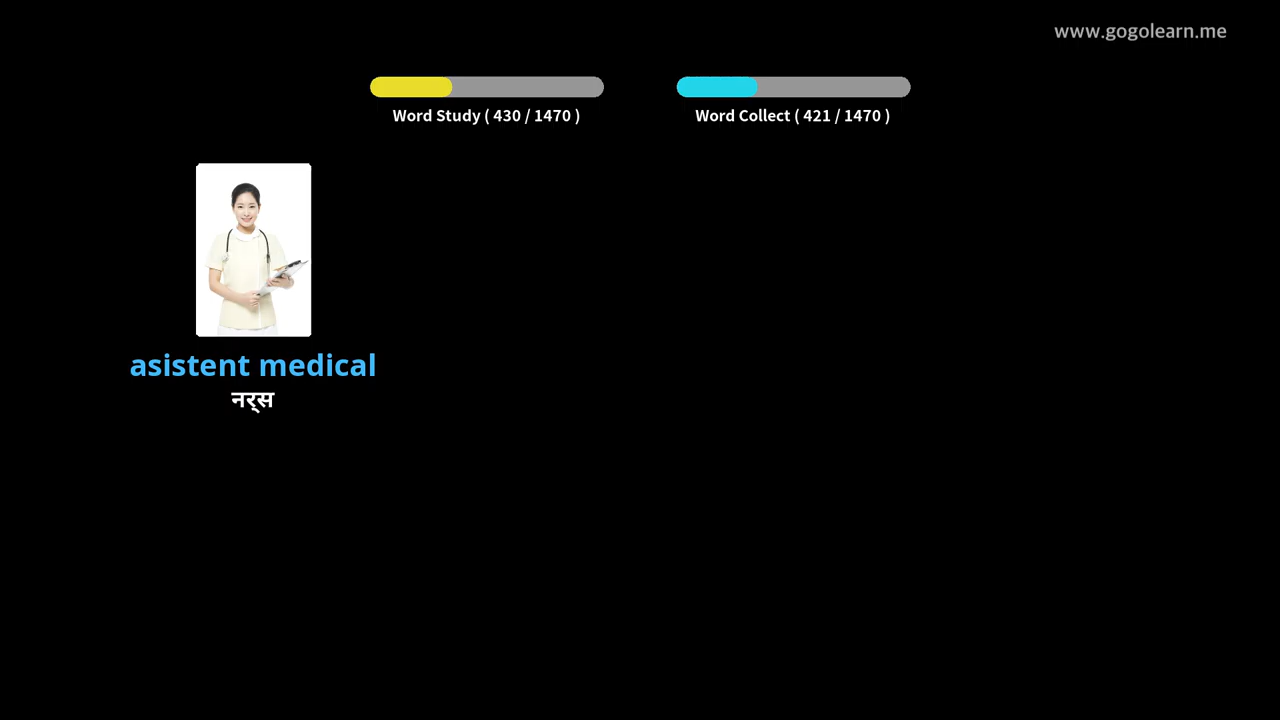 www.gogolearn.me
Word Study ( 430 / 1470 )
Word Collect ( 421 / 1470 )
asistent medical
नर्स